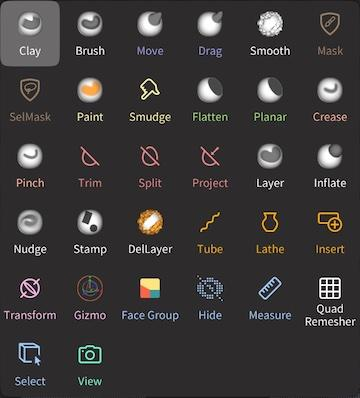 Clay Brush Move Drag Smooth Mask
SelMask Paint Smudge Flatten Planar Crease
Pinch Trim Split Project Layer Inflate
Nudge Stamp DelLayer Tube Lathe Insert
Transform Gizmo Face Group Hide Measure Quad
Remesher
Select View